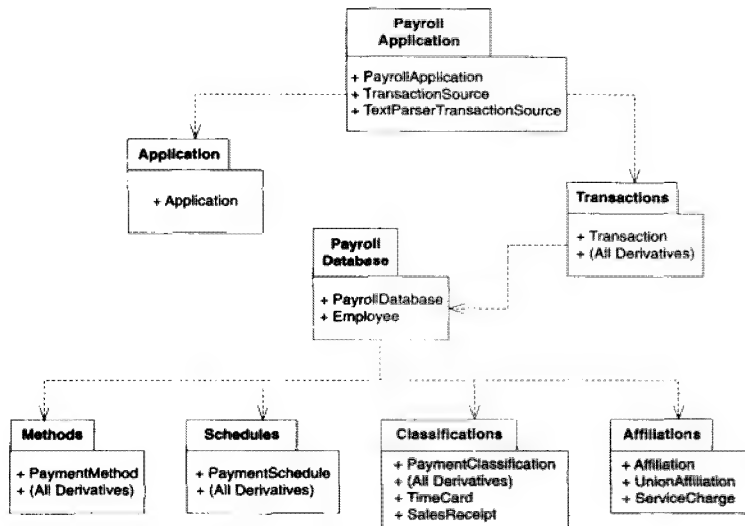 Payroll
Application
+ PayrollApplication
+ TransactionSource
+ TextParserTransactionSource
Application
+ Application
Transactions
+ Transaction
+ (All Derivatives)
Payroll
Database
+ PayrollDatabase
+ Employee
Methods
+ PaymentMethod
+ (All Derivatives)
Schedules
+ PaymentSchedule
+ (All Derivatives)
Classifications
+ PaymentClassification
+ (All Derivatives)
+ TimeCard
+ SalesReceipt
Affiliations
+ Affiliation
+ UnionAffiliation
+ ServiceCharge